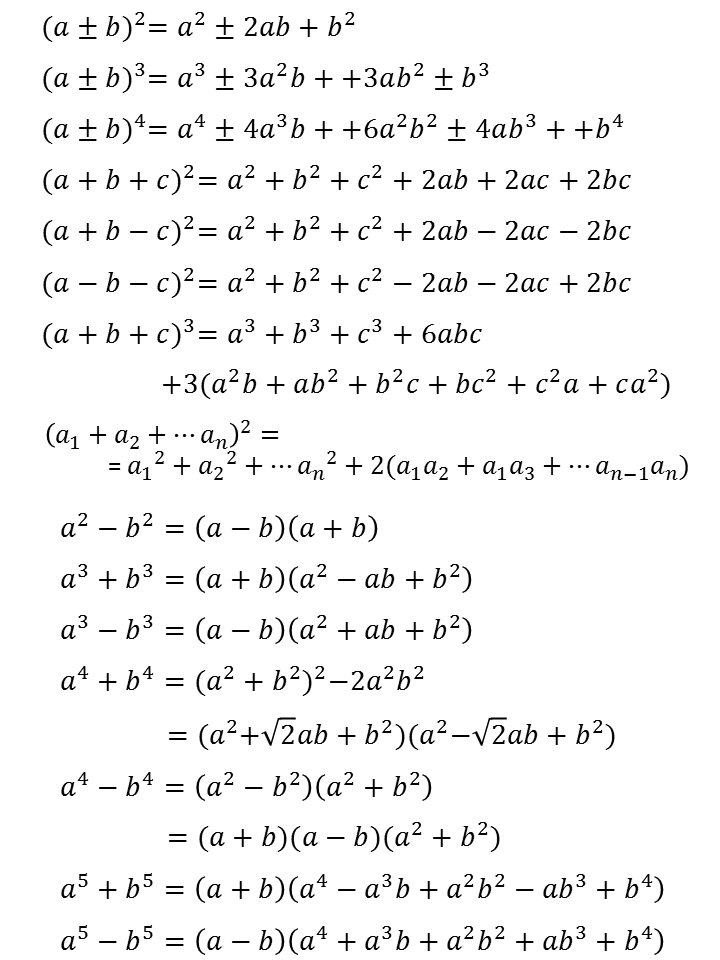 (a ± b)²= a² ± 2ab + b²
(a ± b)³= a³ ± 3a²b + +3ab² ± b³
(a ± b)⁴= a⁴ ± 4a³b + +6a²b² ± 4ab³ + +b⁴
(a + b + c)²= a² + b² + c² + 2ab + 2ac + 2bc
(a + b − c)²= a² + b² + c² + 2ab − 2ac − 2bc
(a − b − c)²= a² + b² + c² − 2ab − 2ac + 2bc
(a + b + c)³= a³ + b³ + c³ + 6abc
+3(a²b + ab² + b²c + bc² + c²a + ca²)
(a₁ + a₂ + ⋯ aₙ)² =
= a₁² + a₂² + ⋯ aₙ² + 2(a₁a₂ + a₁a₃ + ⋯ aₙ₋₁aₙ)
a² − b² = (a − b)(a + b)
a³ + b³ = (a + b)(a² − ab + b²)
a³ − b³ = (a − b)(a² + ab + b²)
a⁴ + b⁴ = (a² + b²)²−2a²b²
= (a²+√2ab + b²)(a²−√2ab + b²)
a⁴ − b⁴ = (a² − b²)(a² + b²)
= (a + b)(a − b)(a² + b²)
a⁵ + b⁵ = (a + b)(a⁴ − a³b + a²b² − ab³ + b⁴)
a⁵ − b⁵ = (a − b)(a⁴ + a³b + a²b² + ab³ + b⁴)